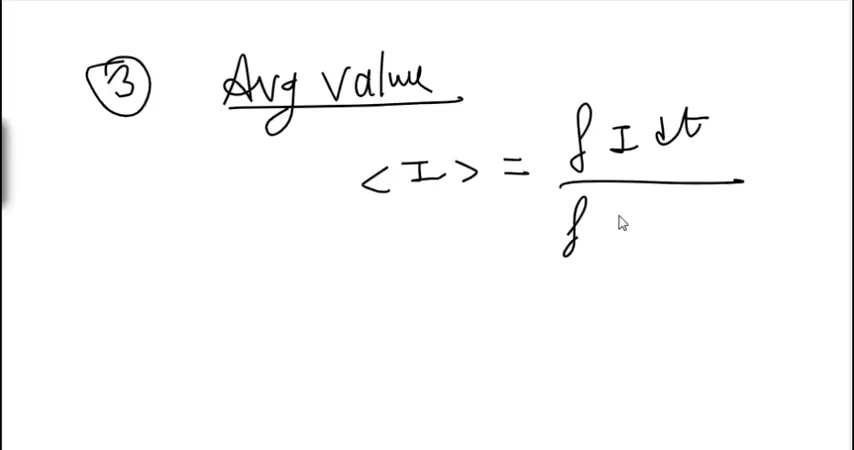 ③ Avg value
<I> = ∫ I dt
∫